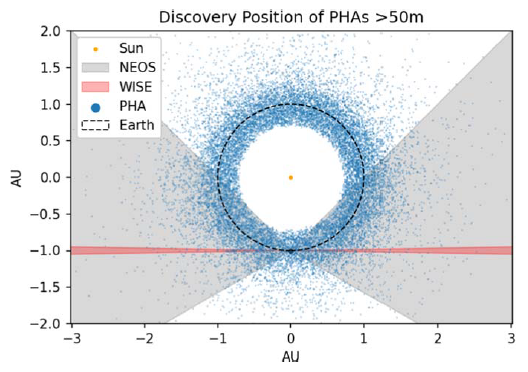 Discovery Position of PHAs >50m
Sun
NEOS
WISE
PHA
Earth
AU
2.0
1.5
1.0
0.5
0.0
−0.5
−1.0
−1.5
−2.0
−3
−2
−1
0
1
2
3
AU